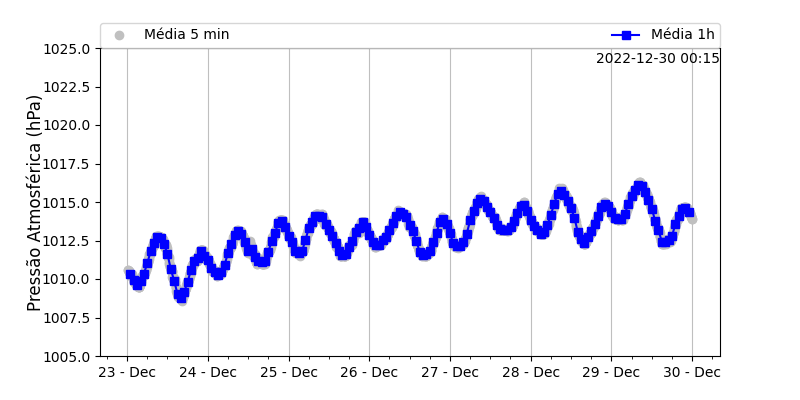 Média 5 min
Média 1h
2022-12-30 00:15
Pressão Atmosférica (hPa)
1025.0
1022.5
1020.0
1017.5
1015.0
1012.5
1010.0
1007.5
1005.0
23 - Dec
24 - Dec
25 - Dec
26 - Dec
27 - Dec
28 - Dec
29 - Dec
30 - Dec